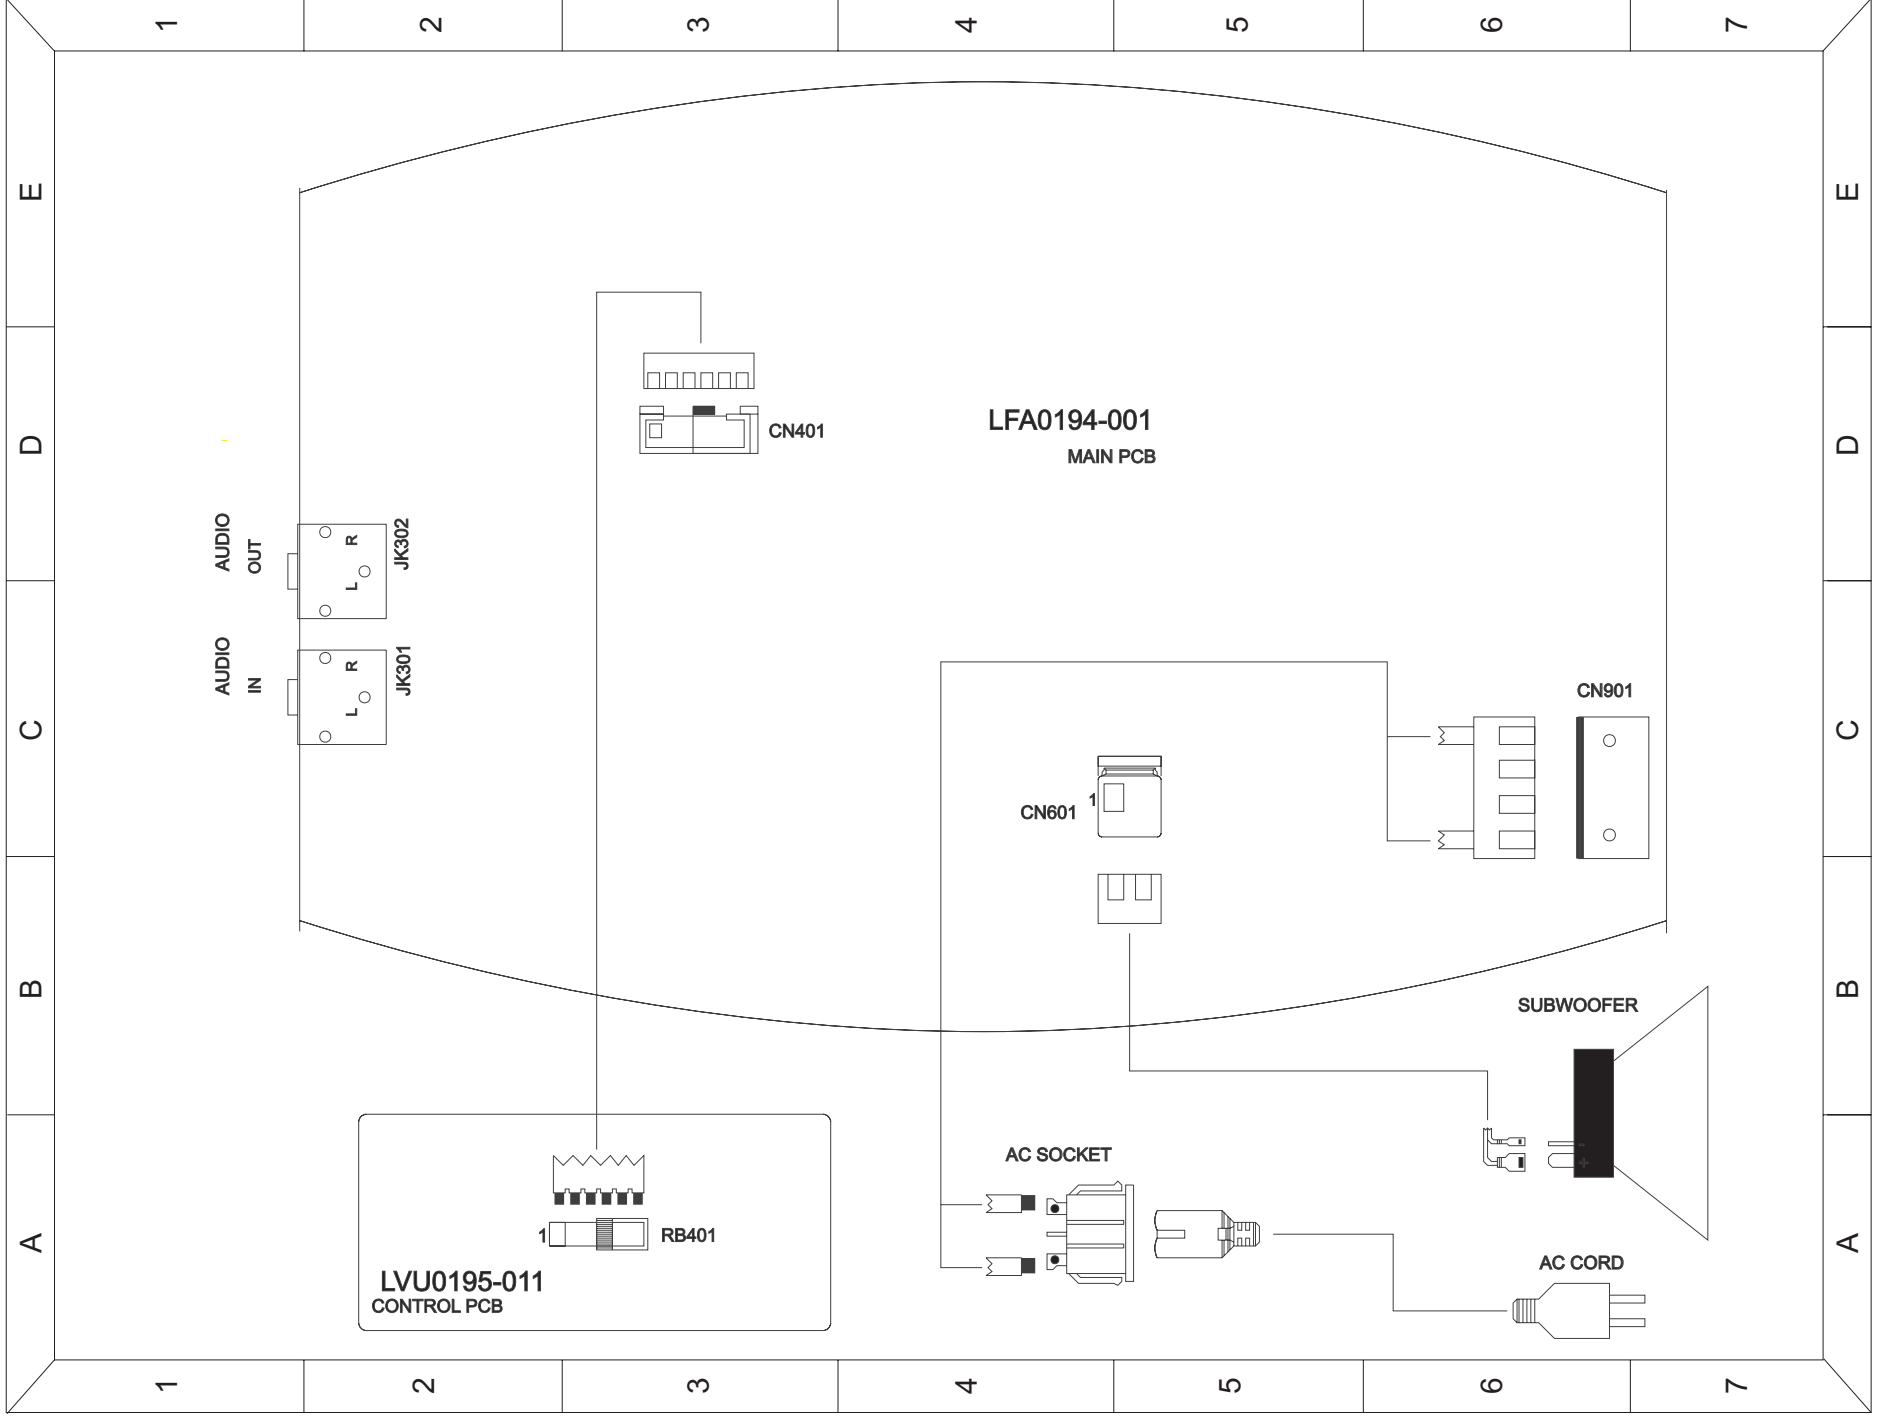 1 2 3 4 5 6 7
E E
D D
C C
B B
A A
CN401
LFA0194-001
MAIN PCB
AUDIO
OUT
R
L
JK302
AUDIO
IN
R
L
JK301
CN901
CN601
1
SUBWOOFER
-
+
AC SOCKET
1
RB401
LVU0195-011
CONTROL PCB
AC CORD
1 2 3 4 5 6 7